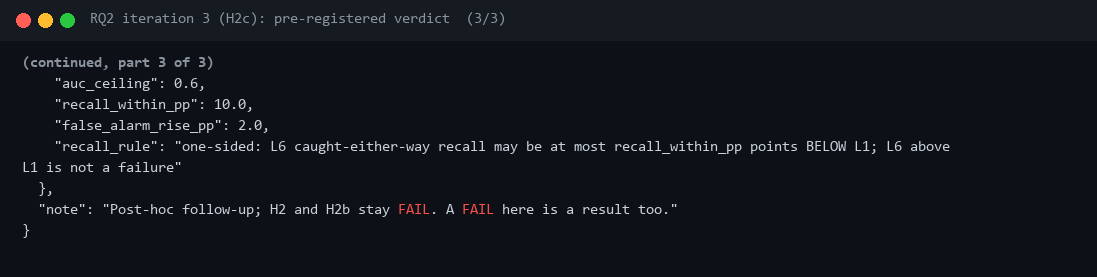 RQ2 iteration 3 (H2c): pre-registered verdict  (3/3)
(continued, part 3 of 3)
    "auc_ceiling": 0.6,
    "recall_within_pp": 10.0,
    "false_alarm_rise_pp": 2.0,
    "recall_rule": "one-sided: L6 caught-either-way recall may be at most recall_within_pp points BELOW L1; L6 above
L1 is not a failure"
  },
  "note": "Post-hoc follow-up; H2 and H2b stay FAIL. A FAIL here is a result too."
}